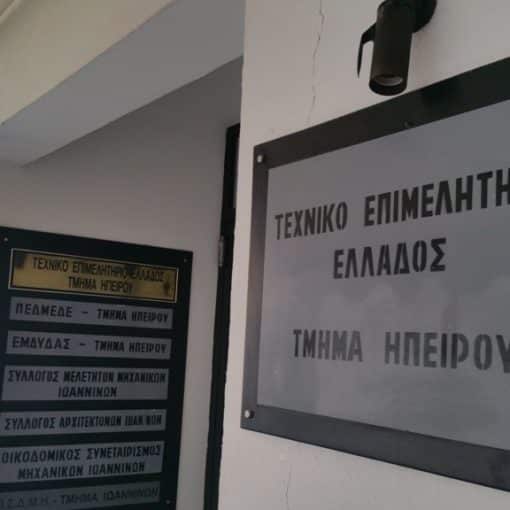 ΤΕΧΝΙΚΟ ΕΠΙΜΕΛΗΤΗΡΙΟ ΕΛΛΑΔΟΣ
ΤΜΗΜΑ ΗΠΕΙΡΟΥ
ΠΕΔΜΕΔΕ - ΤΜΗΜΑ ΗΠΕΙΡΟΥ
ΕΜΔΥΔΑΣ - ΤΜΗΜΑ ΗΠΕΙΡΟΥ
ΣΥΛΛΟΓΟΣ ΜΕΛΕΤΗΤΩΝ ΜΗΧΑΝΙΚΩΝ
ΙΩΑΝΝΙΝΩΝ
ΣΥΛΛΟΓΟΣ ΑΡΧΙΤΕΚΤΟΝΩΝ ΙΩΑΝ/ΝΩΝ
ΟΙΚΟΔΟΜΙΚΟΣ ΣΥΝΕΤΑΙΡΙΣΜΟΣ
ΜΗΧΑΝΙΚΩΝ ΙΩΑΝΝΙΝΩΝ
Σ.Δ.Μ.Η. - ΤΜΗΜΑ ΙΩΑΝΝΙΝΩΝ
ΤΕΧΝΙΚΟ ΕΠΙΜΕΛΗΤΗ
ΕΛΛΑΔΟΣ
ΤΜΗΜΑ ΗΠΕΙΡΟΥ